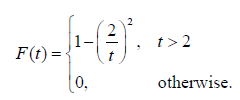 F(t) = { 1 − (2/t)², t > 2
0, otherwise.